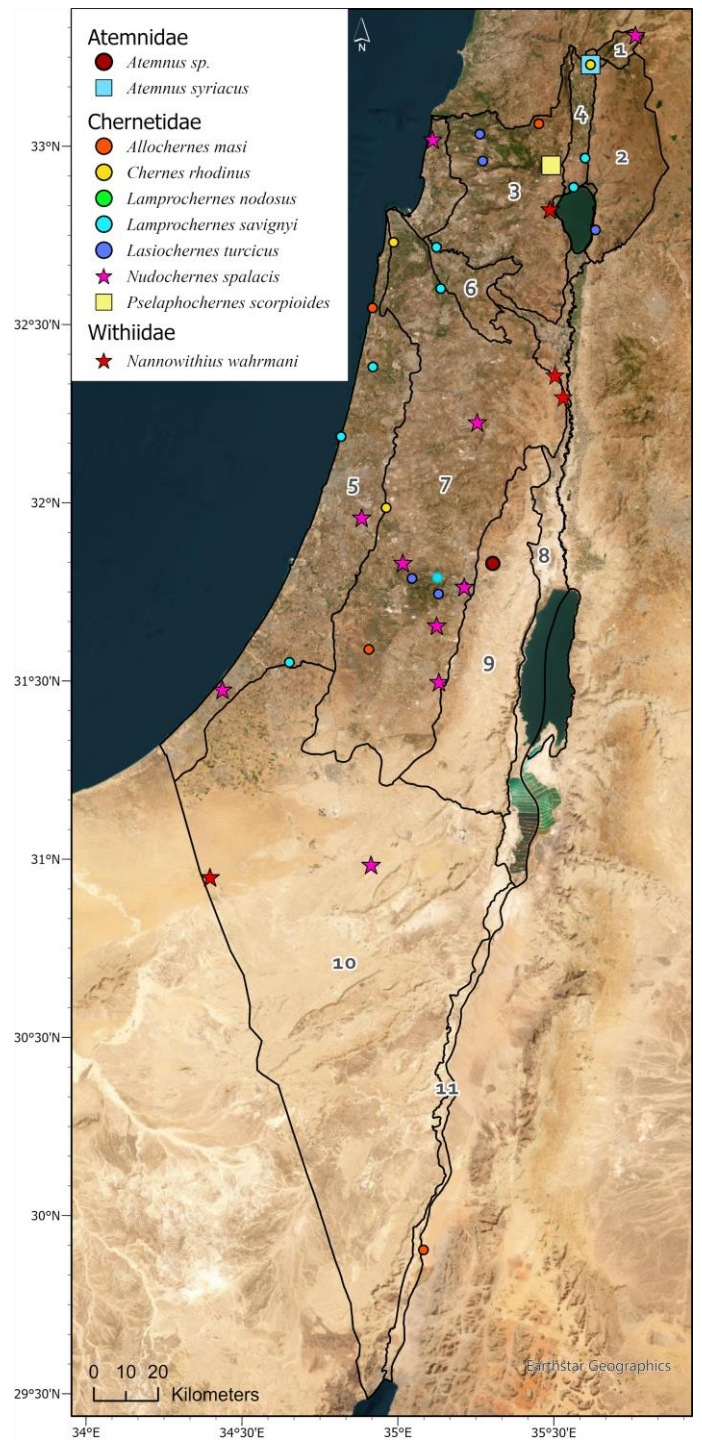 Atemnidae
Atemnus sp.
Atemnus syriacus
Chernetidae
Allochernes masi
Chernes rhodinus
Lamprochernes nodosus
Lamprochernes savignyi
Lasiochernes turcicus
Nudochernes spalacis
Pselaphochernes scorpioides
Withiidae
Nannowithius wahrmani
N
1
4
2
3
6
5
7
8
9
10
11
33°N
32°30'N
32°N
31°30'N
31°N
30°30'N
30°N
29°30'N
Earthstar Geographics
0 10 20
Kilometers
34°E 34°30'E 35°E 35°30'E